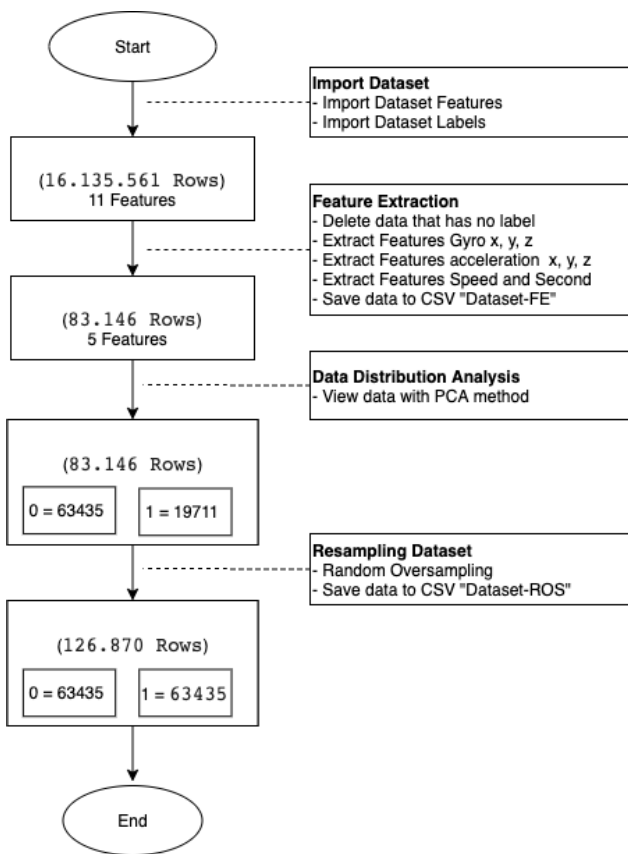 Start
Import Dataset
- Import Dataset Features
- Import Dataset Labels
(16.135.561 Rows)
11 Features
Feature Extraction
- Delete data that has no label
- Extract Features Gyro x, y, z
- Extract Features acceleration  x, y, z
- Extract Features Speed and Second
- Save data to CSV "Dataset-FE"
(83.146 Rows)
5 Features
Data Distribution Analysis
- View data with PCA method
(83.146 Rows)
0 = 63435
1 = 19711
Resampling Dataset
- Random Oversampling
- Save data to CSV "Dataset-ROS"
(126.870 Rows)
0 = 63435
1 = 63435
End